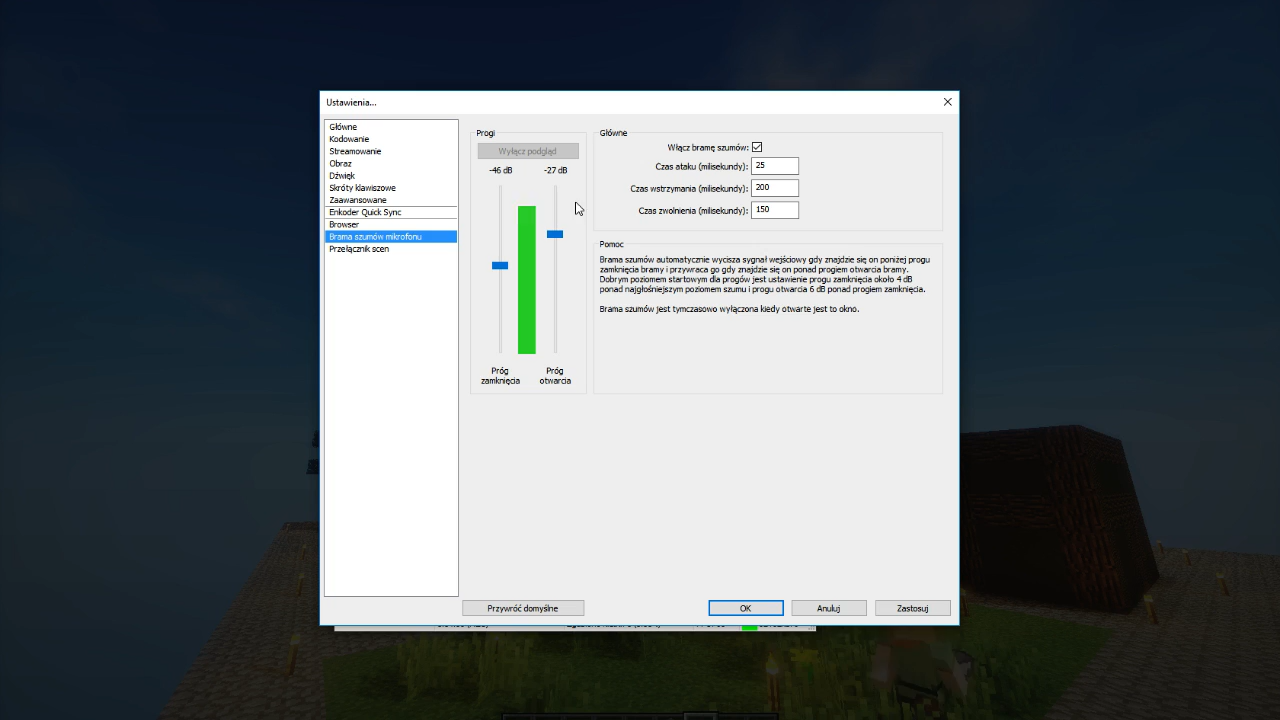 Ustawienia...
Główne
Kodowanie
Streamowanie
Obraz
Dźwięk
Skróty klawiszowe
Zaawansowane
Enkoder Quick Sync
Browser
Brama szumów mikrofonu
Przełącznik scen
Progi
Wyłącz podgląd
-46 dB
-27 dB
Próg zamknięcia
Próg otwarcia
Główne
Włącz bramę szumów:
Czas ataku (milisekundy): 25
Czas wstrzymania (milisekundy): 200
Czas zwolnienia (milisekundy): 150
Pomoc
Brama szumów automatycznie wycisza sygnał wejściowy gdy znajdzie się on poniżej progu
zamknięcia bramy i przywraca go gdy znajdzie się on ponad progiem otwarcia bramy.
Dobrym poziomem startowym dla progów jest ustawienie progu zamknięcia około 4 dB
ponad najgłośniejszym poziomem szumu i progu otwarcia 6 dB ponad progiem zamknięcia.
Brama szumów jest tymczasowo wyłączona kiedy otwarte jest to okno.
Przywróć domyślne
OK
Anuluj
Zastosuj